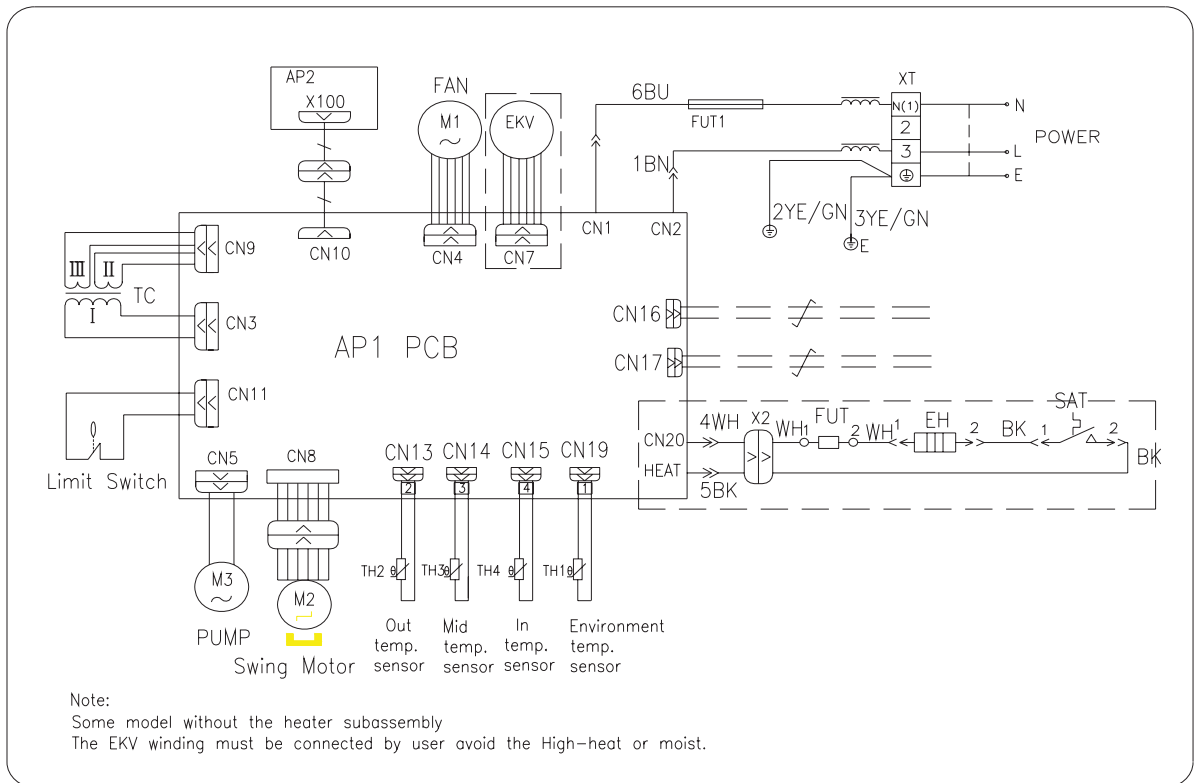 AP2
X100
FAN
M1
EKV
6BU
FUT1
XT
N(1)
2
3
N
POWER
L
E
1BN
2YE/GN
3YE/GN
E
CN9
CN10
CN4
CN7
CN1
CN2
III
II
TC
I
CN3
AP1 PCB
CN16
CN17
CN11
Limit Switch
CN5
CN8
CN13
CN14
CN15
CN19
2
3
4
1
CN20
HEAT
4WH
5BK
X2
WH
1
FUT
2
WH
1
EH
2
BK
1
SAT
2
BK
M3
PUMP
M2
Swing Motor
TH2 θ
TH3 θ
TH4 θ
TH1 θ
Out
temp.
sensor
Mid
temp.
sensor
In
temp.
sensor
Environment
temp.
sensor
Note:
Some model without the heater subassembly
The EKV winding must be connected by user avoid the High-heat or moist.